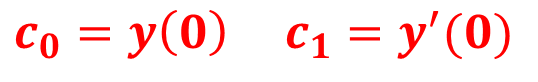 c₀ = y(0) c₁ = y′(0)